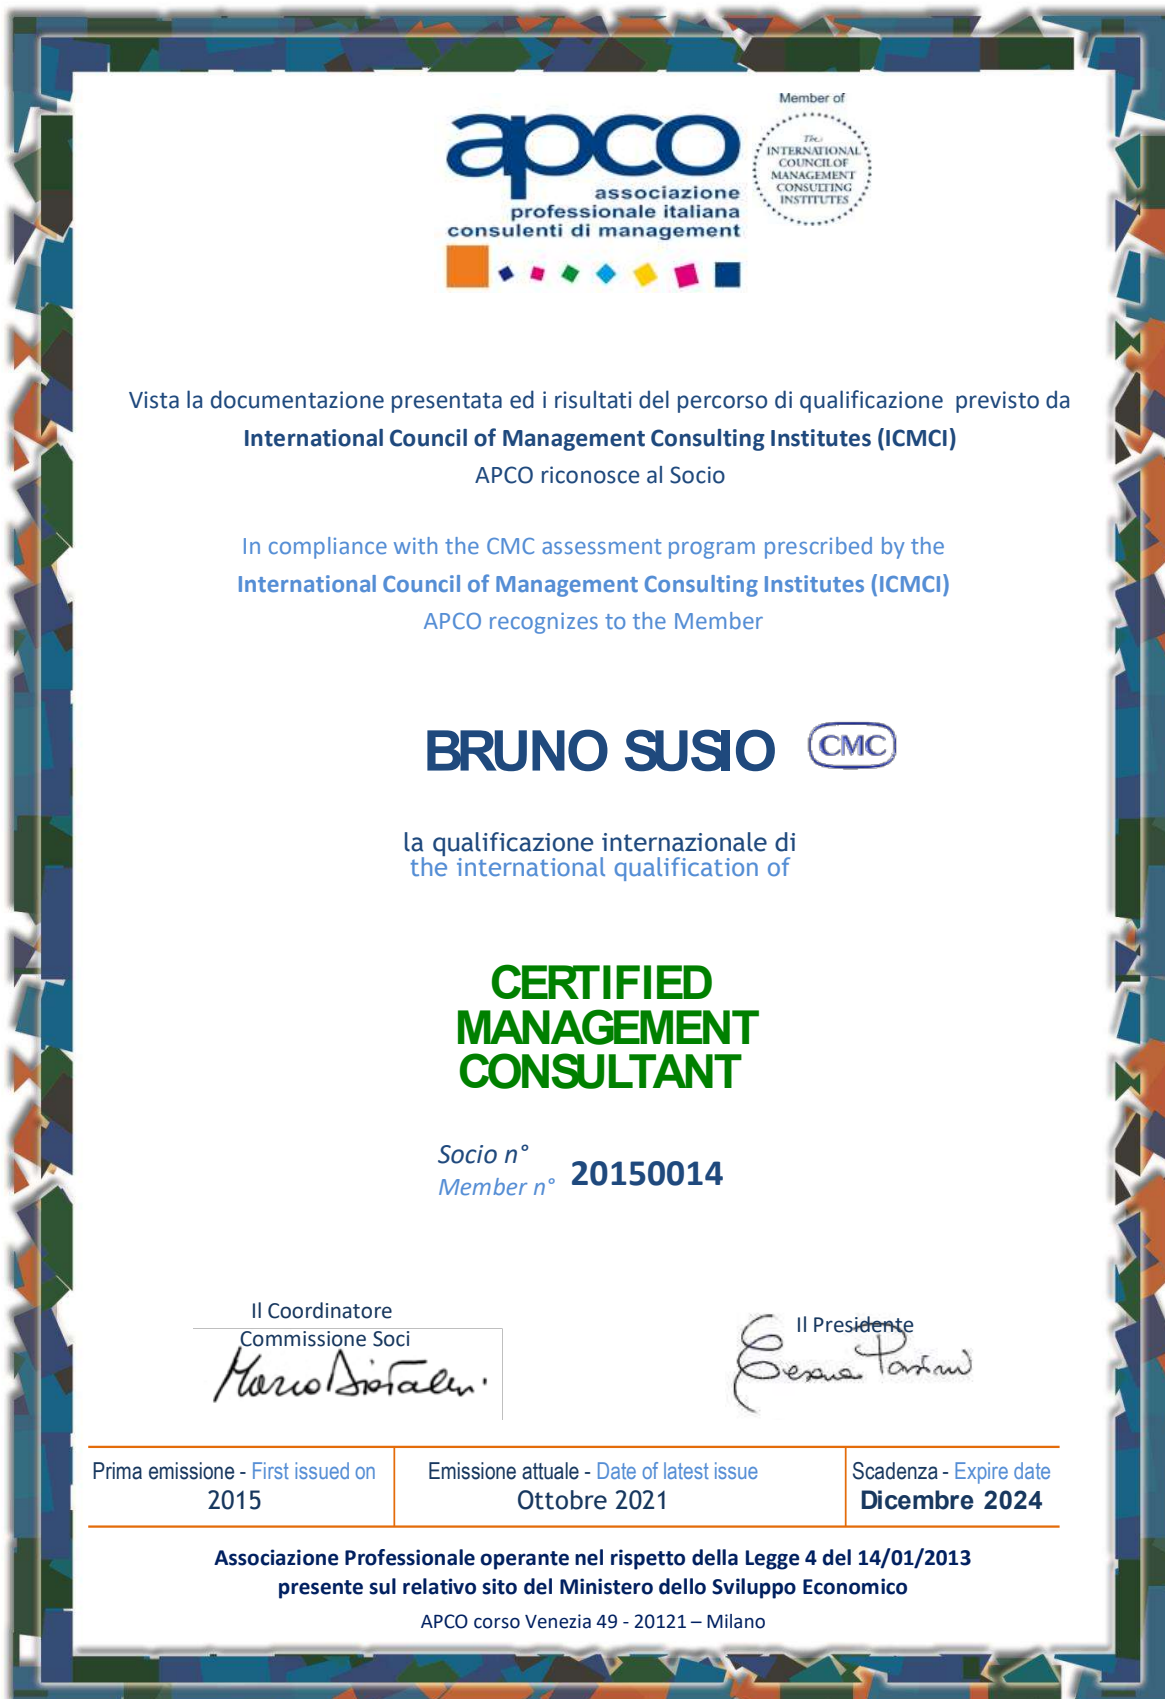 Member of
apco
associazione
professionale italiana
consulenti di management
The
INTERNATIONAL
COUNCIL OF
MANAGEMENT
CONSULTING
INSTITUTES
Vista la documentazione presentata ed i risultati del percorso di qualificazione previsto da
International Council of Management Consulting Institutes (ICMCI)
APCO riconosce al Socio
In compliance with the CMC assessment program prescribed by the
International Council of Management Consulting Institutes (ICMCI)
APCO recognizes to the Member
BRUNO SUSIO CMC
la qualificazione internazionale di
the international qualification of
CERTIFIED
MANAGEMENT
CONSULTANT
Socio n°
Member n° 20150014
Il Coordinatore
Commissione Soci
Il Presidente
Prima emissione - First issued on
2015
Emissione attuale - Date of latest issue
Ottobre 2021
Scadenza - Expire date
Dicembre 2024
Associazione Professionale operante nel rispetto della Legge 4 del 14/01/2013
presente sul relativo sito del Ministero dello Sviluppo Economico
APCO corso Venezia 49 - 20121 – Milano